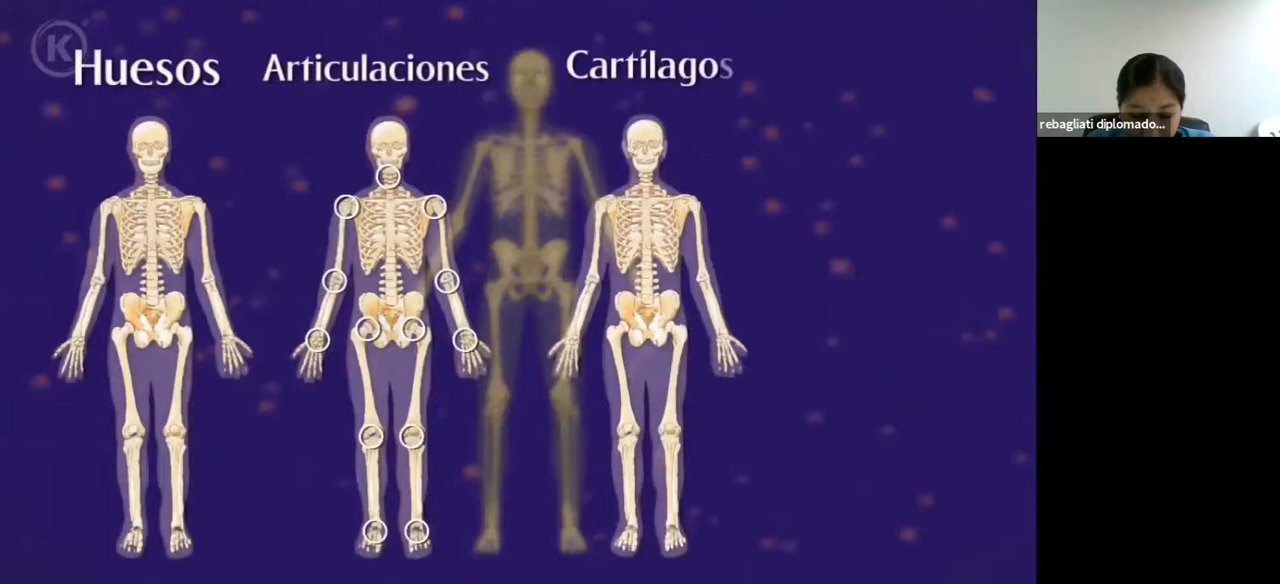 K
Huesos
Articulaciones
Cartílagos
rebagliati diplomado...